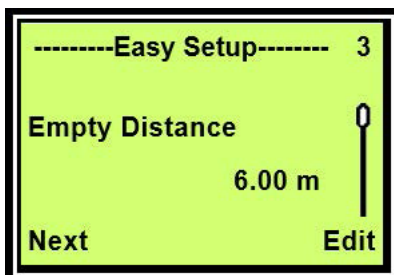 ---------Easy Setup-------- 3
Empty Distance
6.00 m
Next Edit